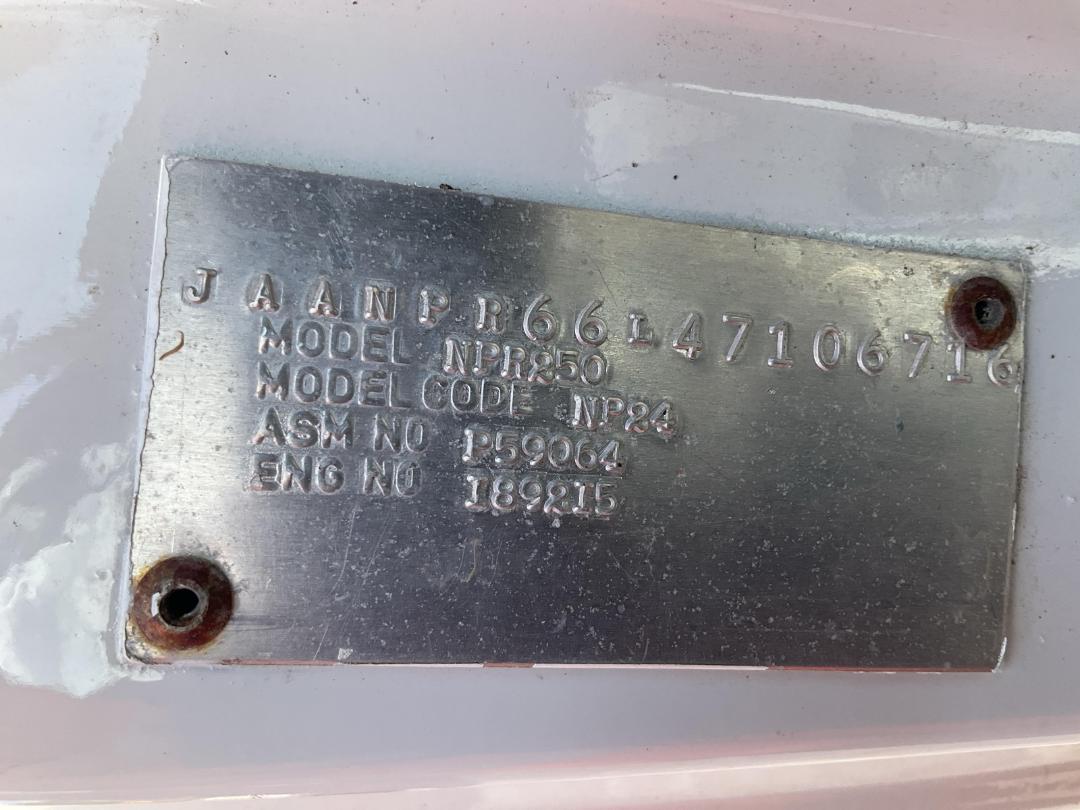 JAANPR66L47106716
MODEL NPR250
MODEL CODE NP24
ASM NO P59064
ENG NO 189215